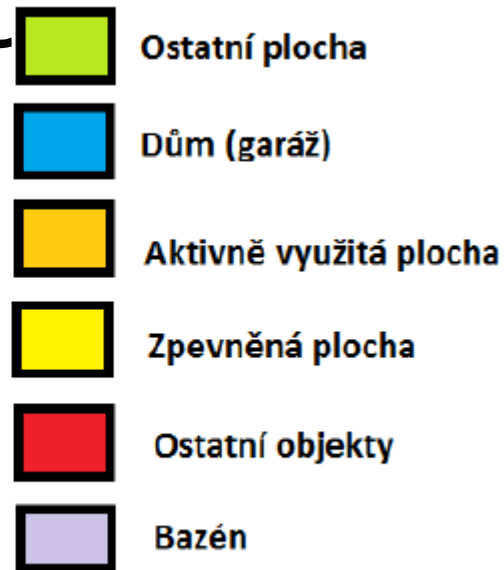 Ostatní plocha
Dům (garáž)
Aktivně využitá plocha
Zpevněná plocha
Ostatní objekty
Bazén